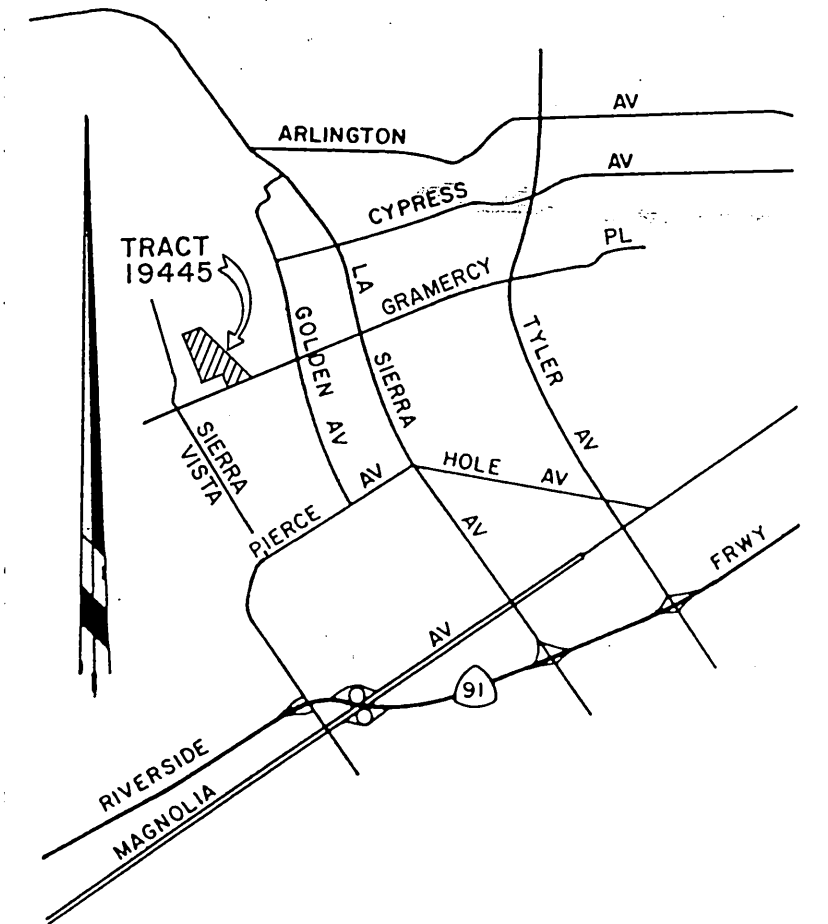 AV
ARLINGTON
AV
CYPRESS
PL
TRACT
19445
LA
GRAMERCY
GOLDEN
TYLER
SIERRA
AV
SIERRA
VISTA
AV
AV
HOLE AV
PIERCE
AV
FRWY
AV
91
RIVERSIDE
MAGNOLIA